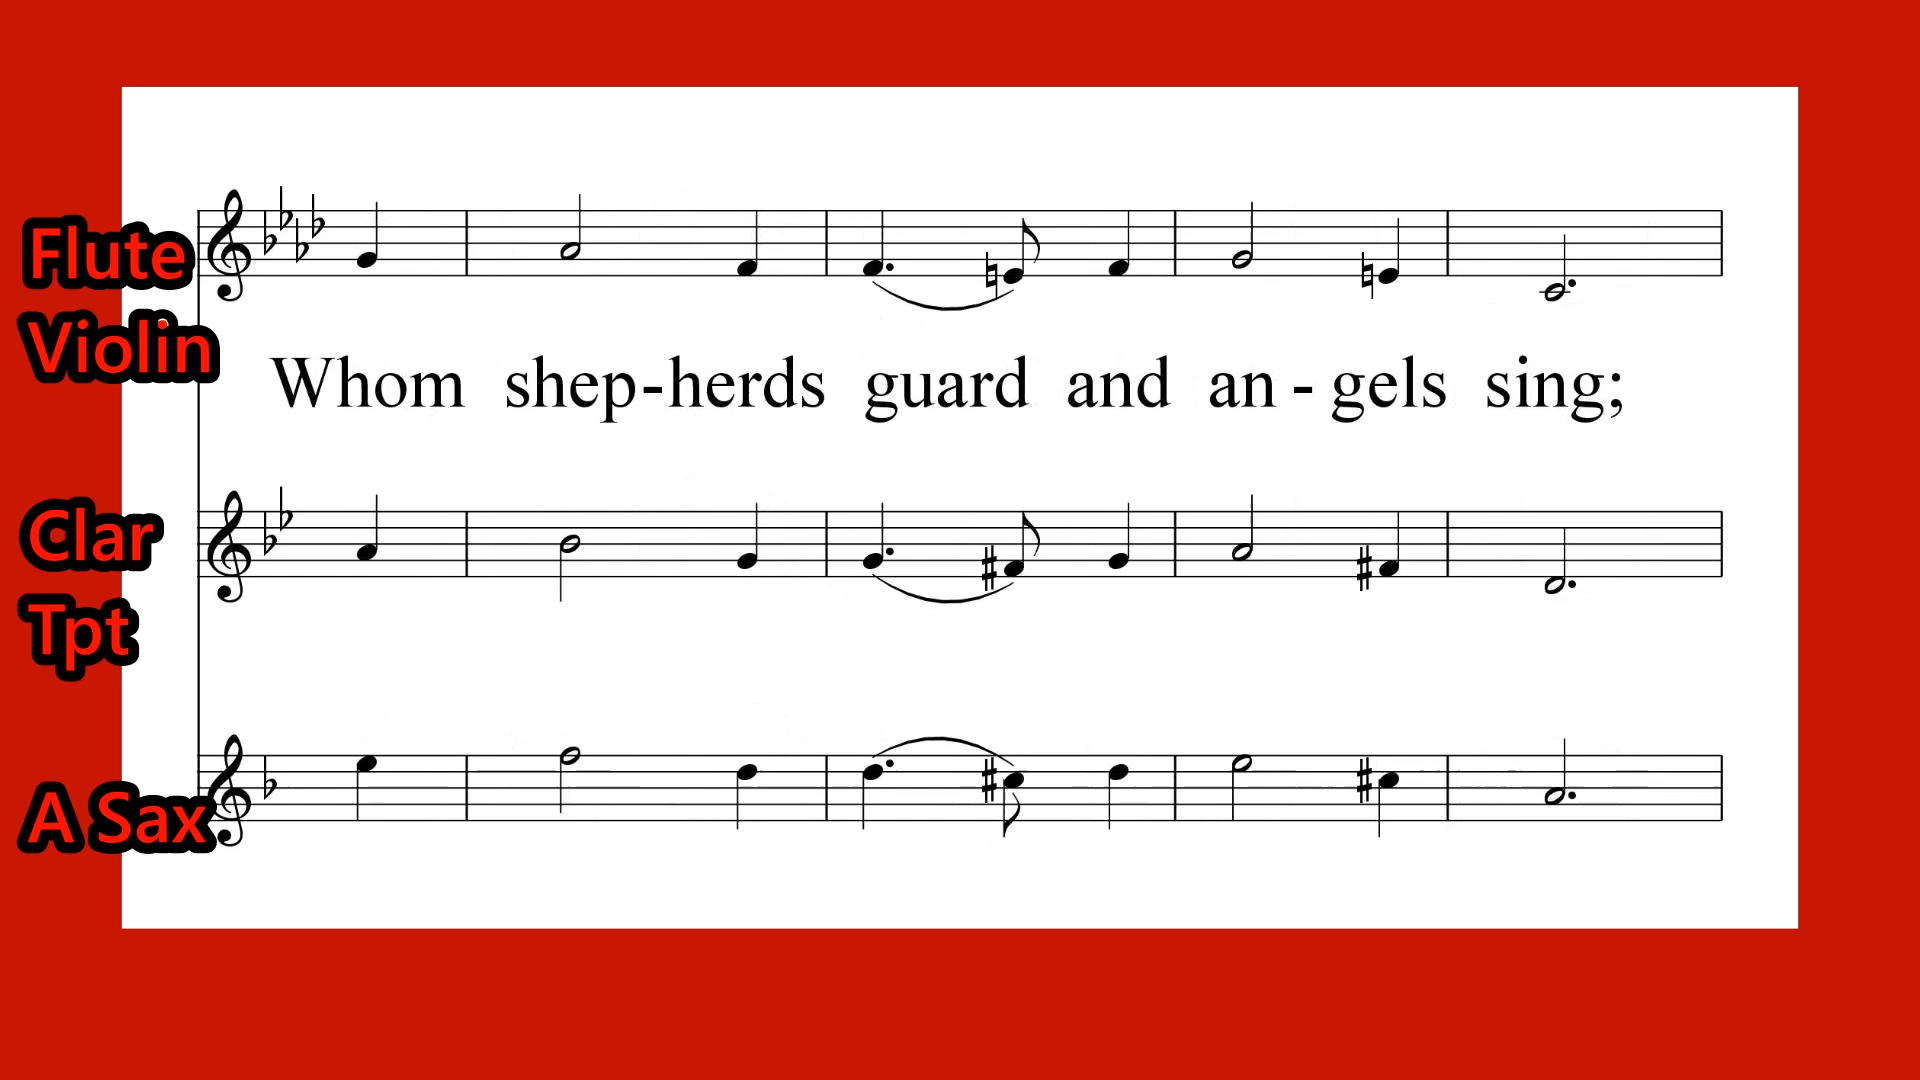 Flute
Violin
Whom shep-herds guard and an - gels sing;
Clar
Tpt
A Sax